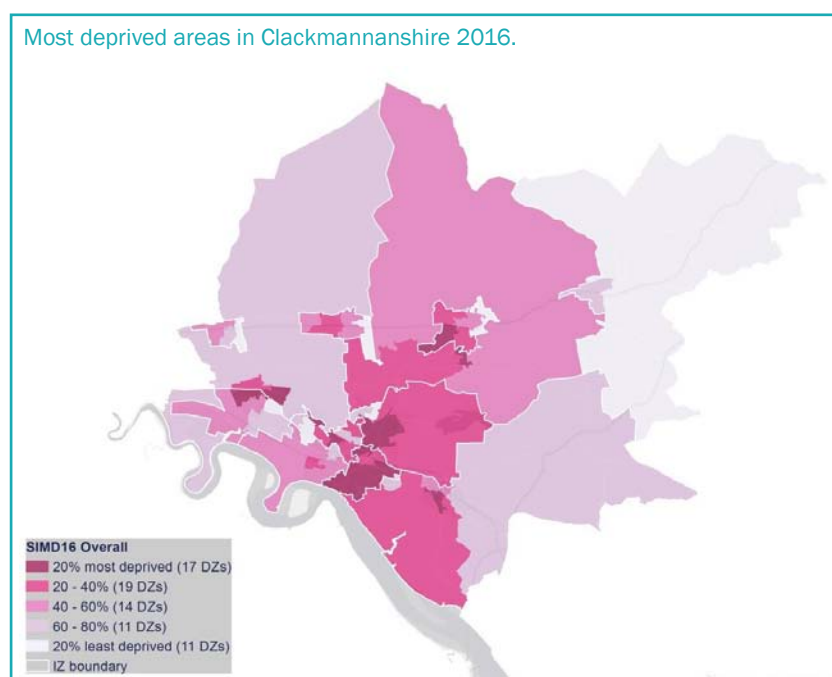 Most deprived areas in Clackmannanshire 2016.
SIMD16 Overall
20% most deprived (17 DZs)
20 - 40% (19 DZs)
40 - 60% (14 DZs)
60 - 80% (11 DZs)
20% least deprived (11 DZs)
IZ boundary